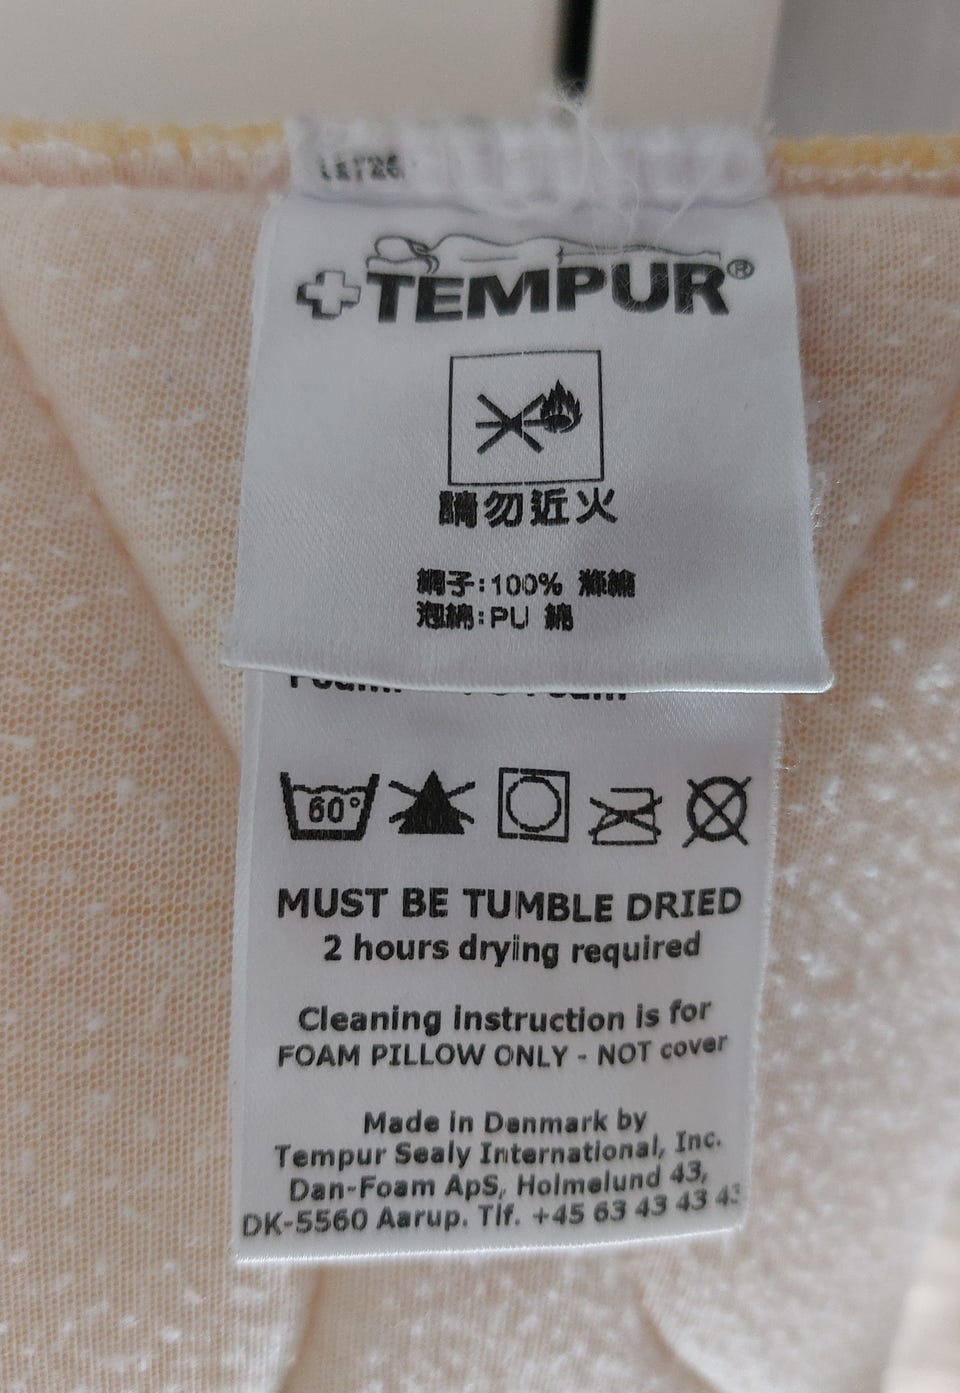 TEMPUR®
請勿近火
網子:100% 滌綸
泡綿:PU 綿
60°
MUST BE TUMBLE DRIED
2 hours drying required
Cleaning instruction is for
FOAM PILLOW ONLY - NOT cover
Made in Denmark by
Tempur Sealy International, Inc.
Dan-Foam ApS, Holmelund 43,
DK-5560 Aarup. Tlf. +45 63 43 43 43